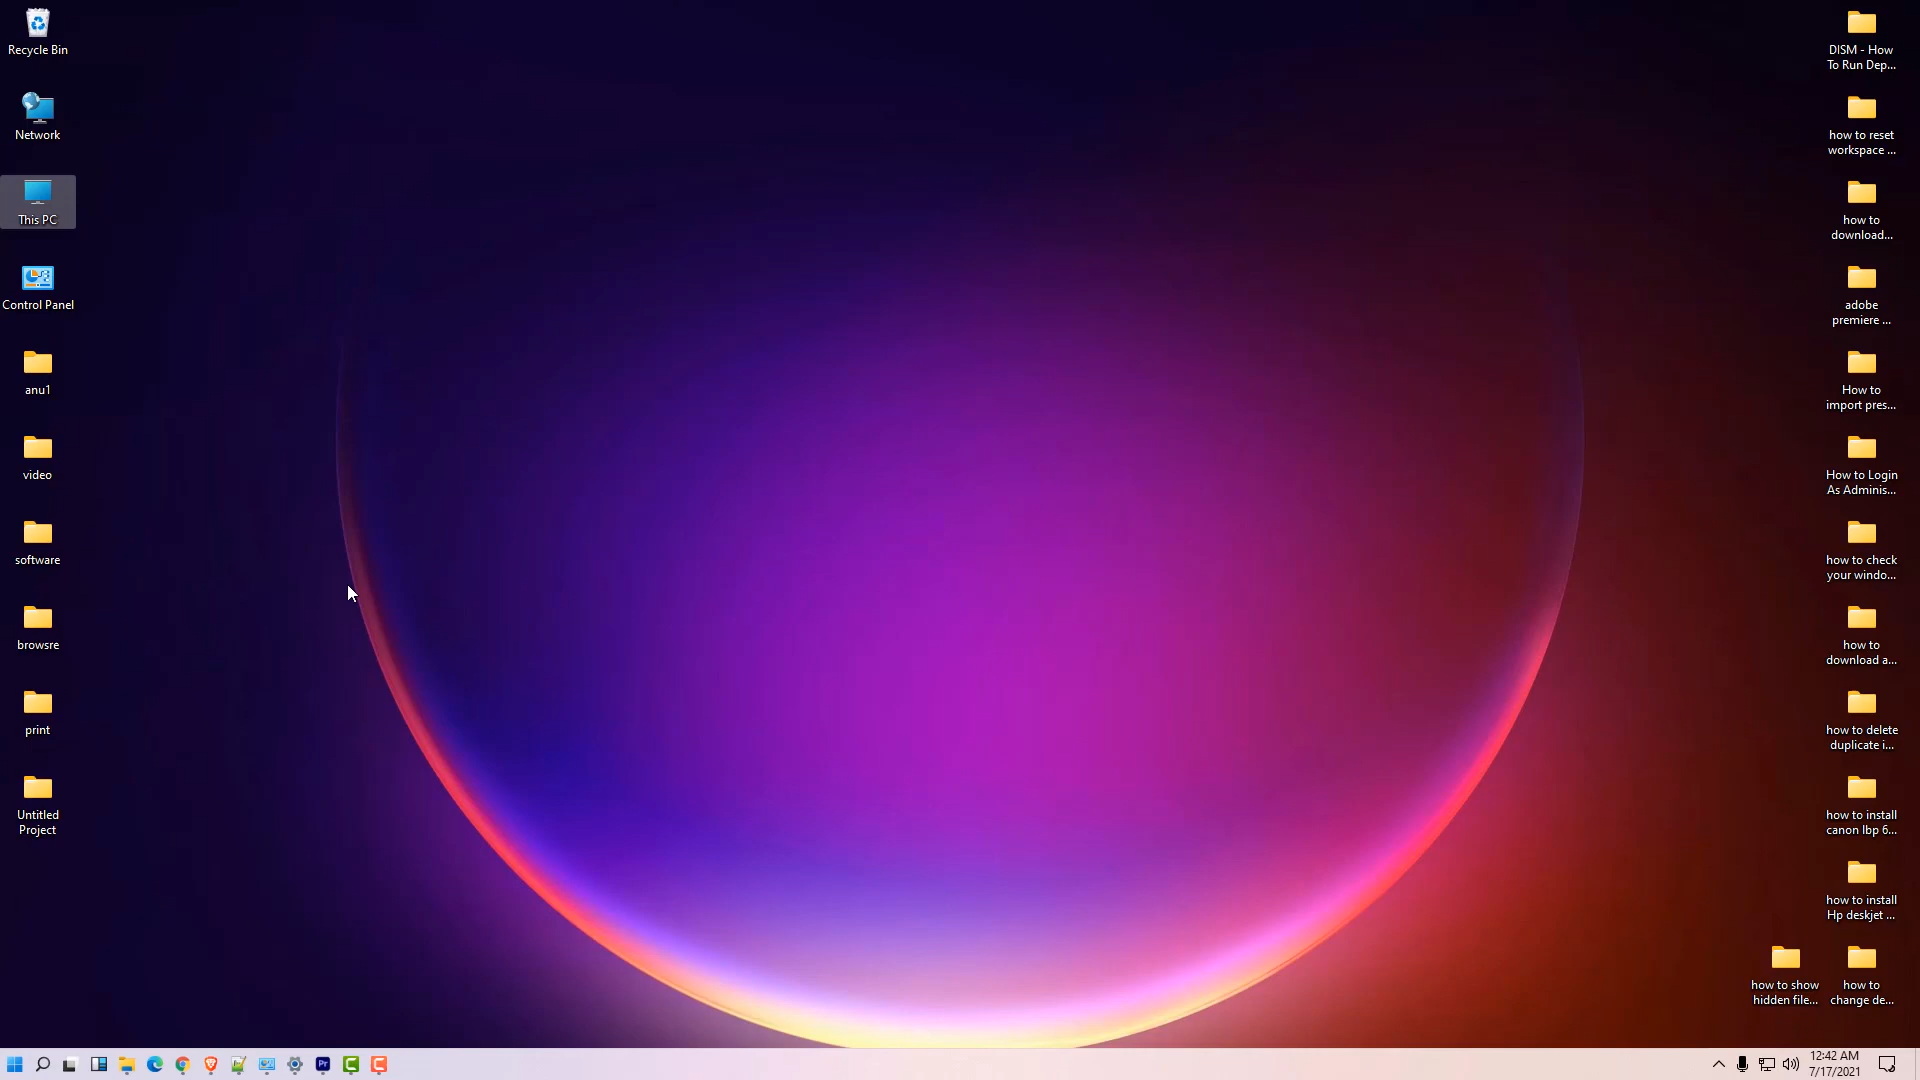 Recycle Bin
Network
This PC
Control Panel
anu1
video
software
browsre
print
Untitled
Project
DISM - How
To Run Dep...
how to reset
workspace ...
how to
download...
adobe
premiere ...
How to
import pres...
How to Login
As Adminis...
how to check
your windo...
how to
download a...
how to delete
duplicate i...
how to install
canon lbp 6...
how to install
Hp deskjet ...
how to show
hidden file...
how to
change de...
Pr
12:42 AM
7/17/2021